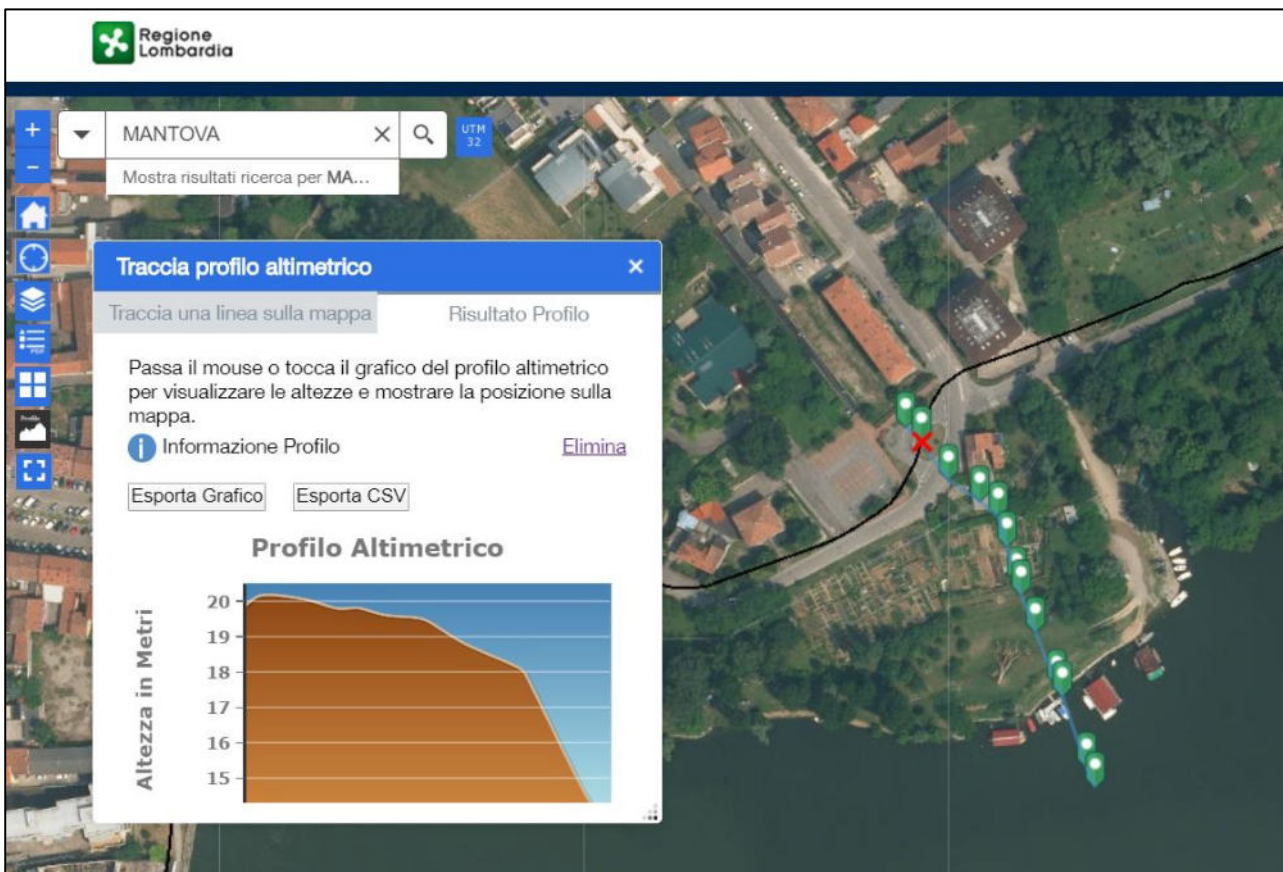 Regione
Lombardia
+
MANTOVA
UTM
32
−
Mostra risultati ricerca per MA...
Traccia profilo altimetrico
Traccia una linea sulla mappa
Risultato Profilo
Passa il mouse o tocca il grafico del profilo altimetrico
per visualizzare le altezze e mostrare la posizione sulla
mappa.
Informazione Profilo
Elimina
Esporta Grafico
Esporta CSV
Profilo Altimetrico
Altezza in Metri
20
19
18
17
16
15
PDF
Profilo